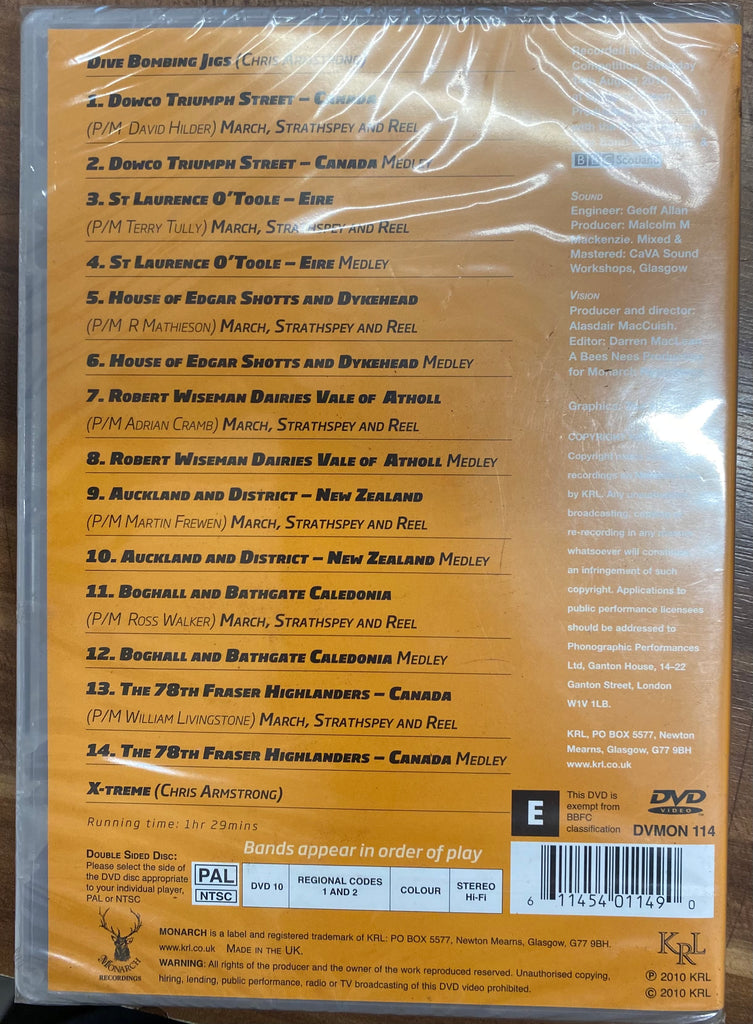 Dive Bombing Jigs (Chris Armstrong)
1. Dowco Triumph Street – Canada
(P/M David Hilder) March, Strathspey and Reel
2. Dowco Triumph Street – Canada Medley
3. St Laurence O'Toole – Eire
(P/M Terry Tully) March, Strathspey and Reel
4. St Laurence O'Toole – Eire Medley
5. House of Edgar Shotts and Dykehead
(P/M R Mathieson) March, Strathspey and Reel
6. House of Edgar Shotts and Dykehead Medley
7. Robert Wiseman Dairies Vale of Atholl
(P/M Adrian Cramb) March, Strathspey and Reel
8. Robert Wiseman Dairies Vale of Atholl Medley
9. Auckland and District – New Zealand
(P/M Martin Frewen) March, Strathspey and Reel
10. Auckland and District – New Zealand Medley
11. Boghall and Bathgate Caledonia
(P/M Ross Walker) March, Strathspey and Reel
12. Boghall and Bathgate Caledonia Medley
13. The 78th Fraser Highlanders – Canada
(P/M William Livingstone) March, Strathspey and Reel
14. The 78th Fraser Highlanders – Canada Medley
X-treme (Chris Armstrong)
Running time: 1hr 29mins
Bands appear in order of play
Recorded
BBC Scotland
Sound
Engineer: Geoff Allan
Producer: Malcolm M
Mackenzie. Mixed &
Mastered: CaVA Sound
Workshops, Glasgow
Vision
Producer and director:
Alasdair MacCuish.
Editor: Darren MacLean
A Bees Nees
for
Graphics:
COPYRIGHT
Copyright
recordings
by KRL. Any
broadcasting,
re-recording in any
whatsoever will
an infringement of such
copyright. Applications to
public performance licensees
should be addressed to
Phonographic Performances
Ltd, Ganton House, 14–22
Ganton Street, London
W1V 1LB.
KRL, PO BOX 5577, Newton
Mearns, Glasgow, G77 9BH
www.krl.co.uk
E
This DVD is
exempt from
BBFC
classification
DVD
VIDEO
DVMON 114
6 11454 01149 0
Double Sided Disc:
Please select the side of
the DVD disc appropriate
to your individual player,
PAL or NTSC
PAL
NTSC
DVD 10
REGIONAL CODES
1 AND 2
COLOUR
STEREO
Hi-Fi
Monarch
RECORDINGS
MONARCH is a label and registered trademark of KRL: PO BOX 5577, Newton Mearns, Glasgow, G77 9BH.
www.krl.co.uk Made in the UK.
WARNING: All rights of the producer and the owner of the work reproduced reserved. Unauthorised copying,
hiring, lending, public performance, radio or TV broadcasting of this DVD video prohibited.
KRL
℗ 2010 KRL
© 2010 KRL